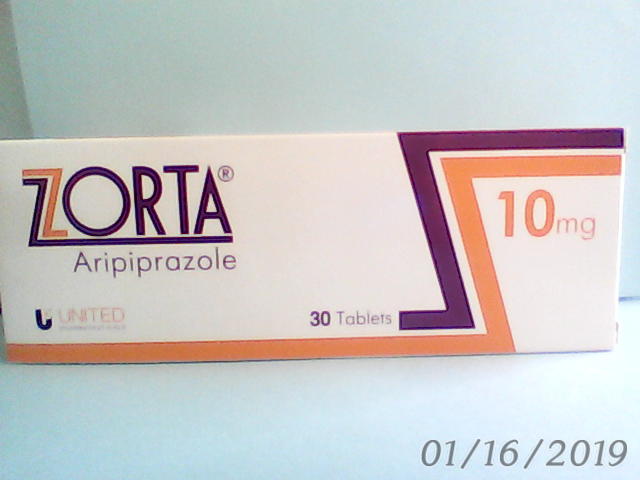 ZORTA®
Aripiprazole
10mg
UNITED
30 Tablets
01/16/2019